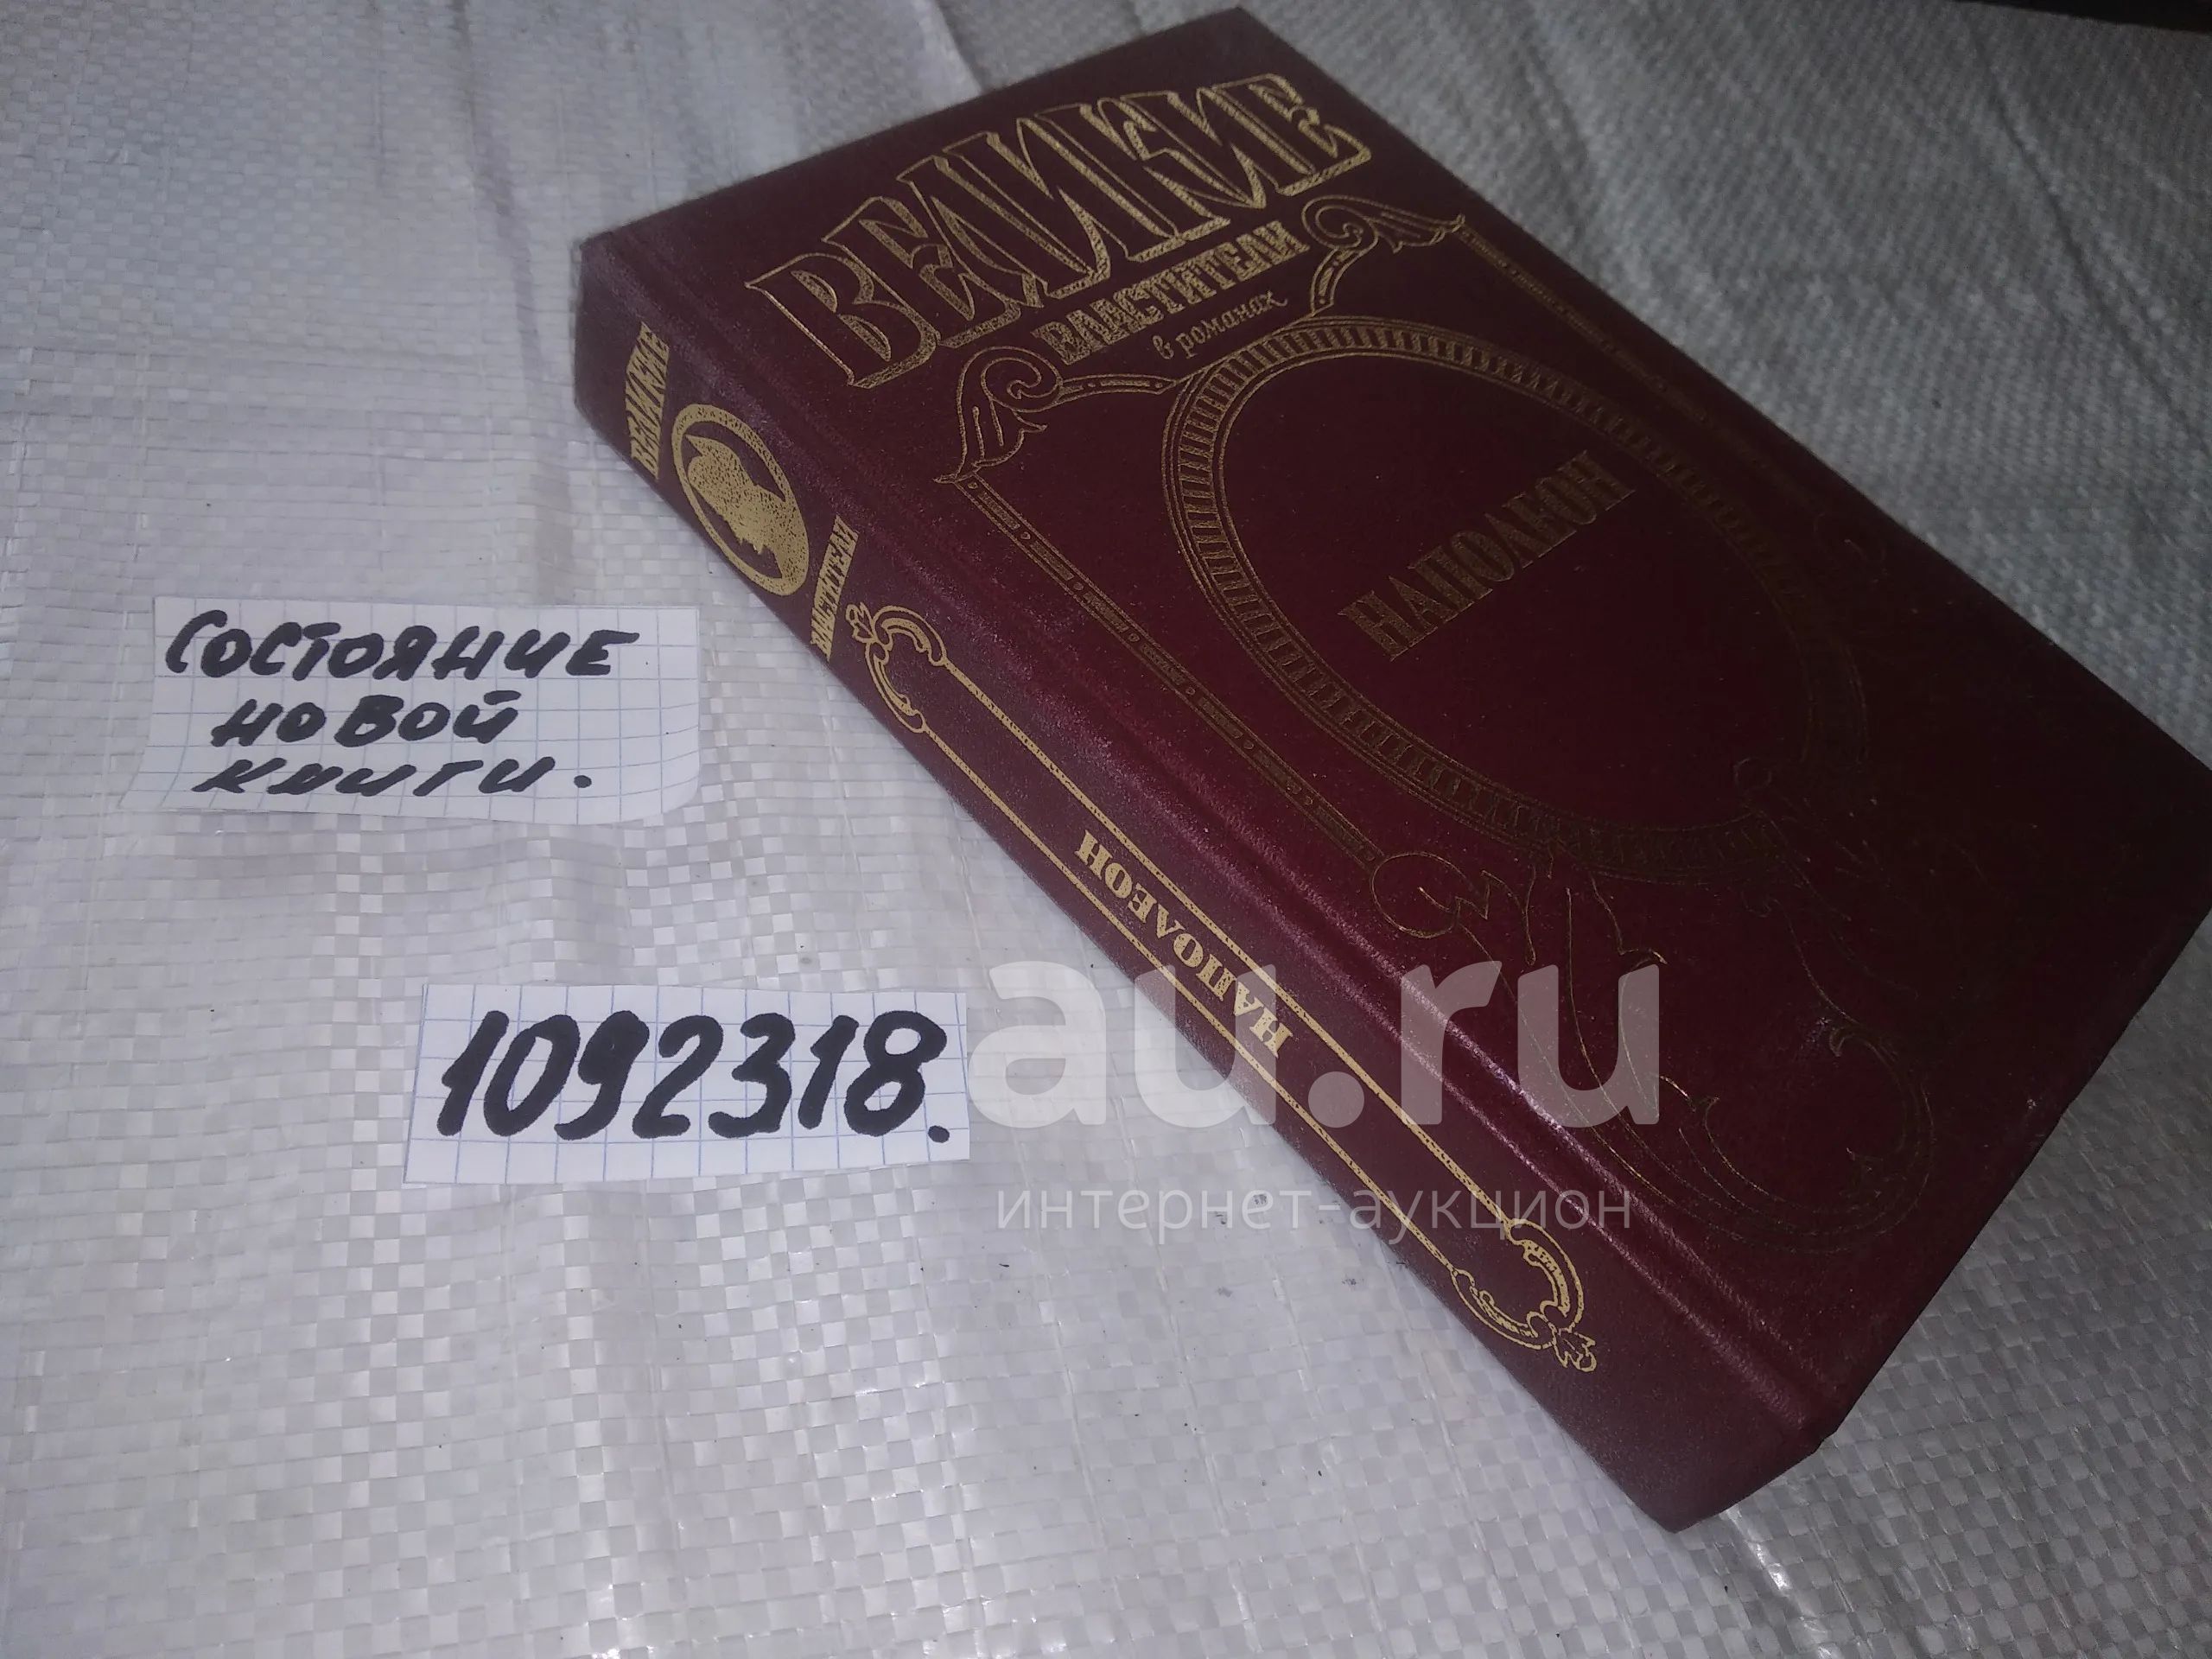 ВЕЛИКИЕ
ВЛАСТИТЕЛИ
в романах
НАПОЛЕОН
ВЕЛИКИЕ
ВЛАСТИТЕЛИ
НАПОЛЕОН
СОСТОЯНИЕ
НОВОЙ
КНИГИ.
1092318.
au.ru
интернет-аукцион